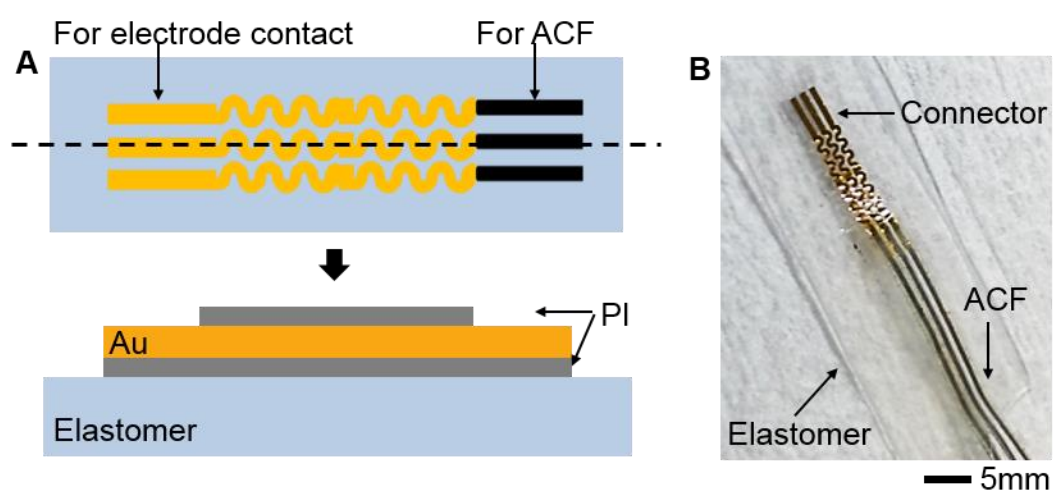 For electrode contact
For ACF
A
Au
PI
Elastomer
B
Connector
ACF
Elastomer
5mm